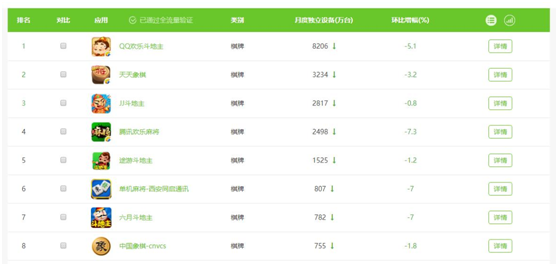 排名 对比 应用 已通过全流量验证 类别 月度独立设备(万台) 环比增幅(%)
1 QQ欢乐斗地主 棋牌 8206 ↓ -5.1 详情
2 天天象棋 棋牌 3234 ↓ -3.2 详情
3 JJ斗地主 棋牌 2817 ↓ -0.8 详情
4 腾讯欢乐麻将 棋牌 2498 ↓ -7.3 详情
5 途游斗地主 棋牌 1525 ↓ -1.2 详情
6 单机麻将-西安网启通讯 棋牌 807 ↓ -7 详情
7 六月斗地主 棋牌 782 ↓ -7 详情
8 中国象棋-cnvcs 棋牌 755 ↓ -1.8 详情